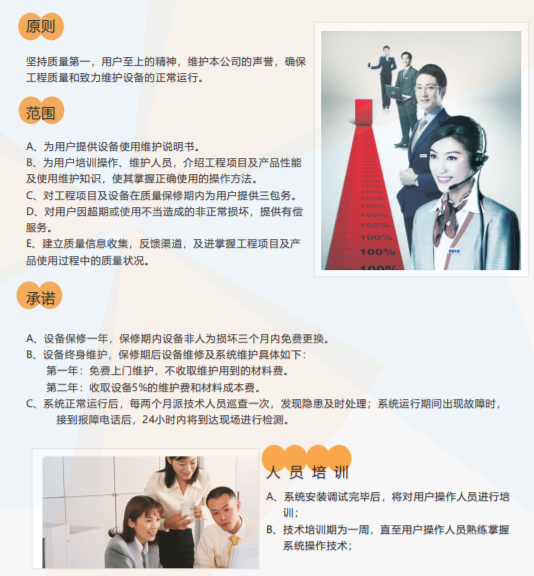 原则
坚持质量第一，用户至上的精神，维护本公司的声誉，确保
工程质量和致力维护设备的正常运行。
范围
A、为用户提供设备使用维护说明书。
B、为用户培训操作、维护人员，介绍工程项目及产品性能
及使用维护知识，使其掌握正确使用的操作方法。
C、对工程项目及设备在质量保修期内为用户提供三包务。
D、对用户因超期或使用不当造成的非正常损坏，提供有偿
服务。
E、建立质量信息收集，反馈渠道，及进掌握工程项目及产
品使用过程中的质量状况。
100%
100%
100%
100%
100%
承诺
A、设备保修一年，保修期内设备非人为损坏三个月内免费更换。
B、设备终身维护，保修期后设备维修及系统维护具体如下：
第一年：免费上门维护，不收取维护用到的材料费。
第二年：收取设备5%的维护费和材料成本费。
C、系统正常运行后，每两个月派技术人员巡查一次，发现隐患及时处理；系统运行期间出现故障时，
接到报障电话后，24小时内将到达现场进行检测。
人员培训
A、系统安装调试完毕后，将对用户操作人员进行培
训；
B、技术培训期为一周，直至用户操作人员熟练掌握
系统操作技术；